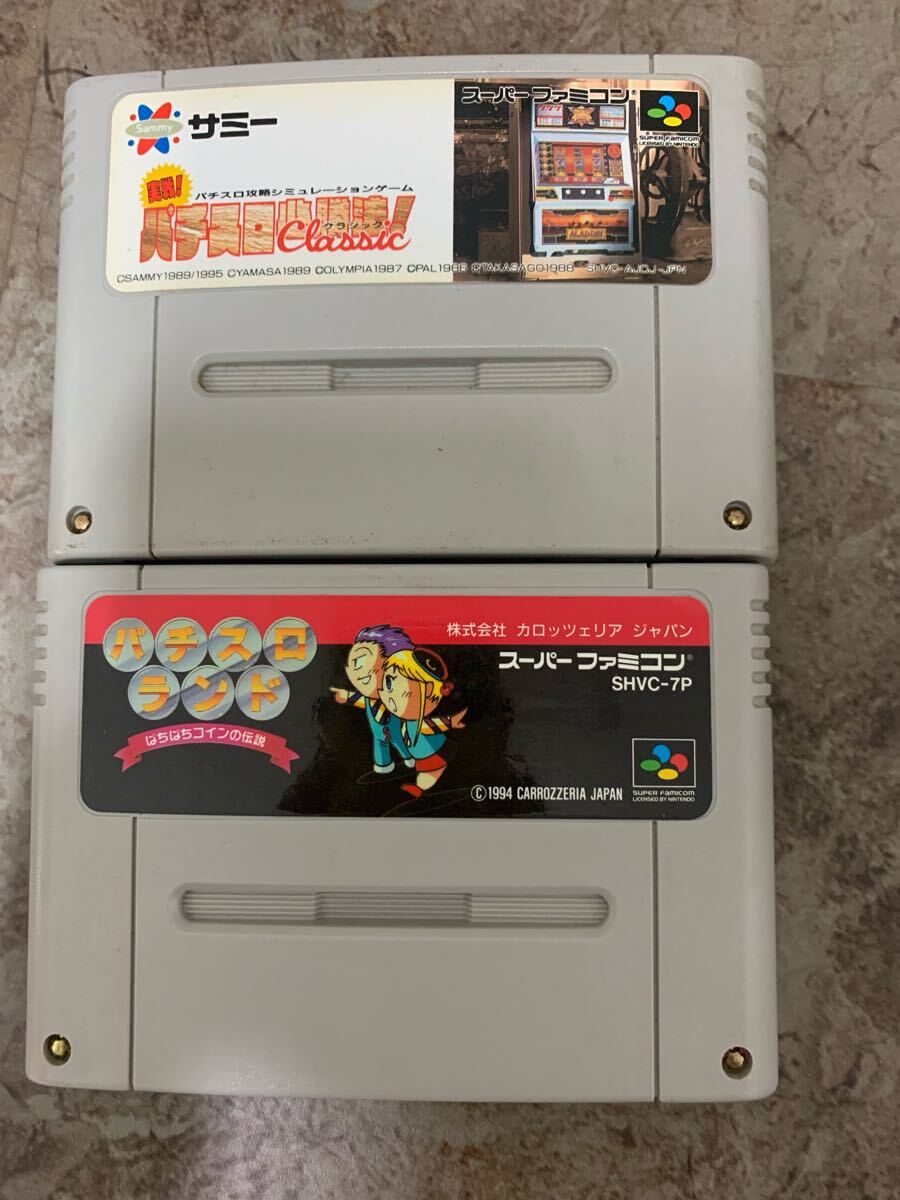 Sammy
サミー
スーパーファミコン®
SUPER FAMICOM
LICENSED BY NINTENDO
実戦!
パチスロ攻略シミュレーションゲーム
パチスロ必勝法!
クラシック
Classic
ALADDIN
©SAMMY1989/1995 ©YAMASA1989 ©OLYMPIA1987 ©PAL1986 ©TAKASAGO1988 SHVC-AJOJ-JPN
パチスロ
ランド
ぱちぱちコインの伝説
株式会社 カロッツェリア ジャパン
スーパーファミコン®
SHVC-7P
SUPER FAMICOM
LICENSED BY NINTENDO
©1994 CARROZZERIA JAPAN